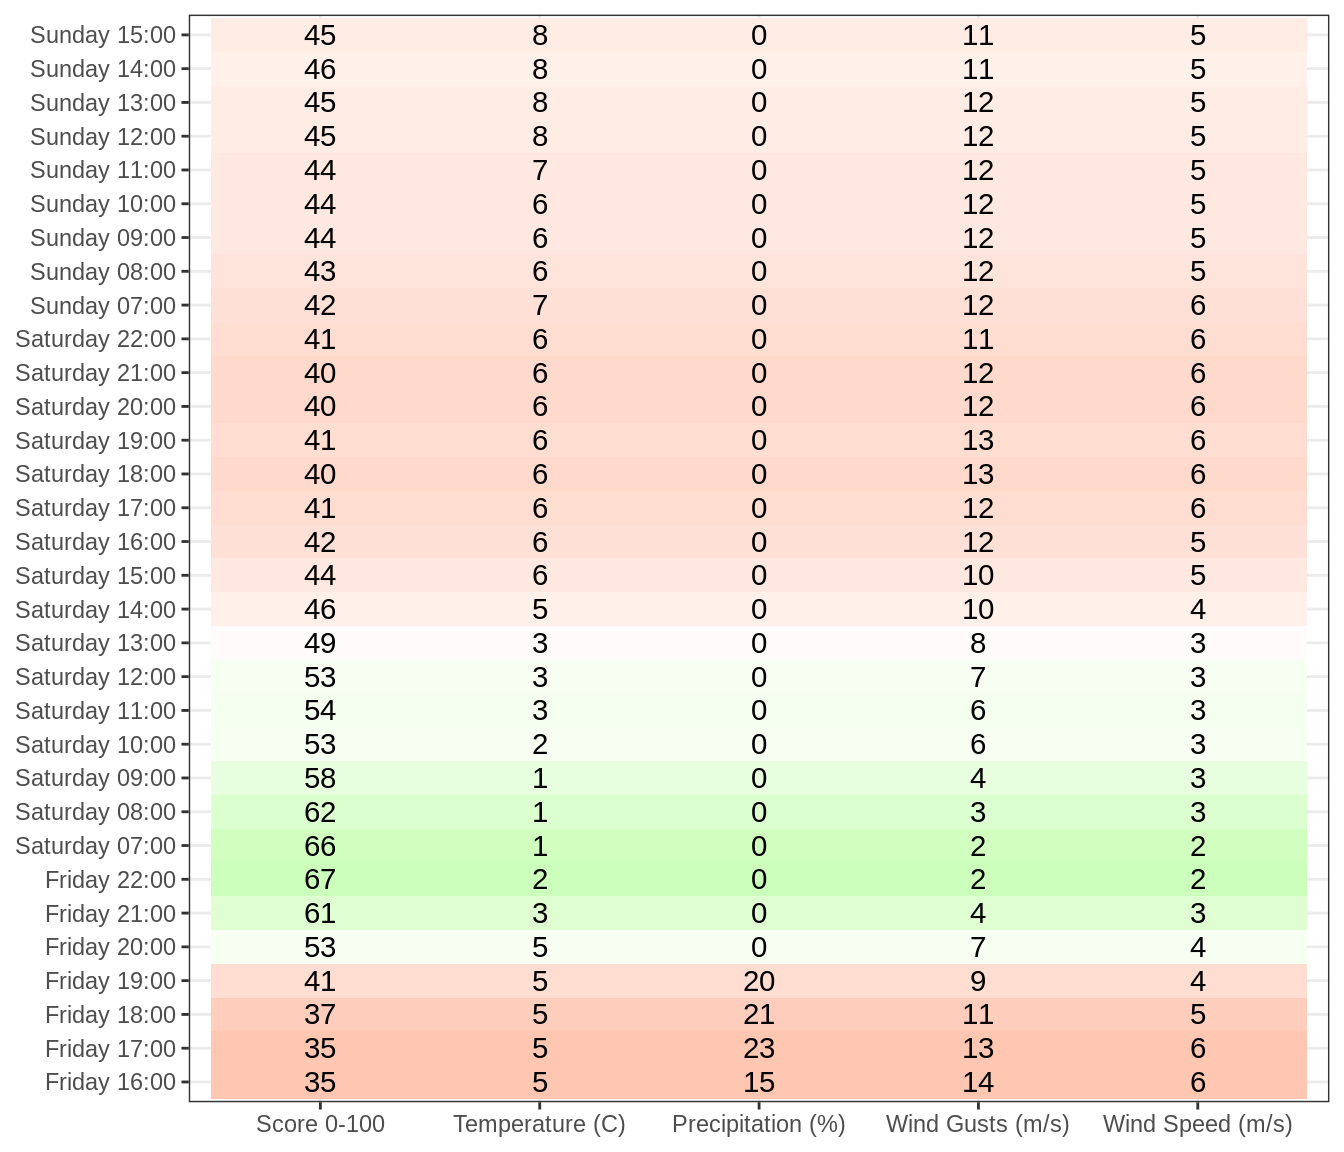 Sunday 15:00 45 8 0 11 5
Sunday 14:00 46 8 0 11 5
Sunday 13:00 45 8 0 12 5
Sunday 12:00 45 8 0 12 5
Sunday 11:00 44 7 0 12 5
Sunday 10:00 44 6 0 12 5
Sunday 09:00 44 6 0 12 5
Sunday 08:00 43 6 0 12 5
Sunday 07:00 42 7 0 12 6
Saturday 22:00 41 6 0 11 6
Saturday 21:00 40 6 0 12 6
Saturday 20:00 40 6 0 12 6
Saturday 19:00 41 6 0 13 6
Saturday 18:00 40 6 0 13 6
Saturday 17:00 41 6 0 12 6
Saturday 16:00 42 6 0 12 5
Saturday 15:00 44 6 0 10 5
Saturday 14:00 46 5 0 10 4
Saturday 13:00 49 3 0 8 3
Saturday 12:00 53 3 0 7 3
Saturday 11:00 54 3 0 6 3
Saturday 10:00 53 2 0 6 3
Saturday 09:00 58 1 0 4 3
Saturday 08:00 62 1 0 3 3
Saturday 07:00 66 1 0 2 2
Friday 22:00 67 2 0 2 2
Friday 21:00 61 3 0 4 3
Friday 20:00 53 5 0 7 4
Friday 19:00 41 5 20 9 4
Friday 18:00 37 5 21 11 5
Friday 17:00 35 5 23 13 6
Friday 16:00 35 5 15 14 6
Score 0-100 Temperature (C) Precipitation (%) Wind Gusts (m/s) Wind Speed (m/s)